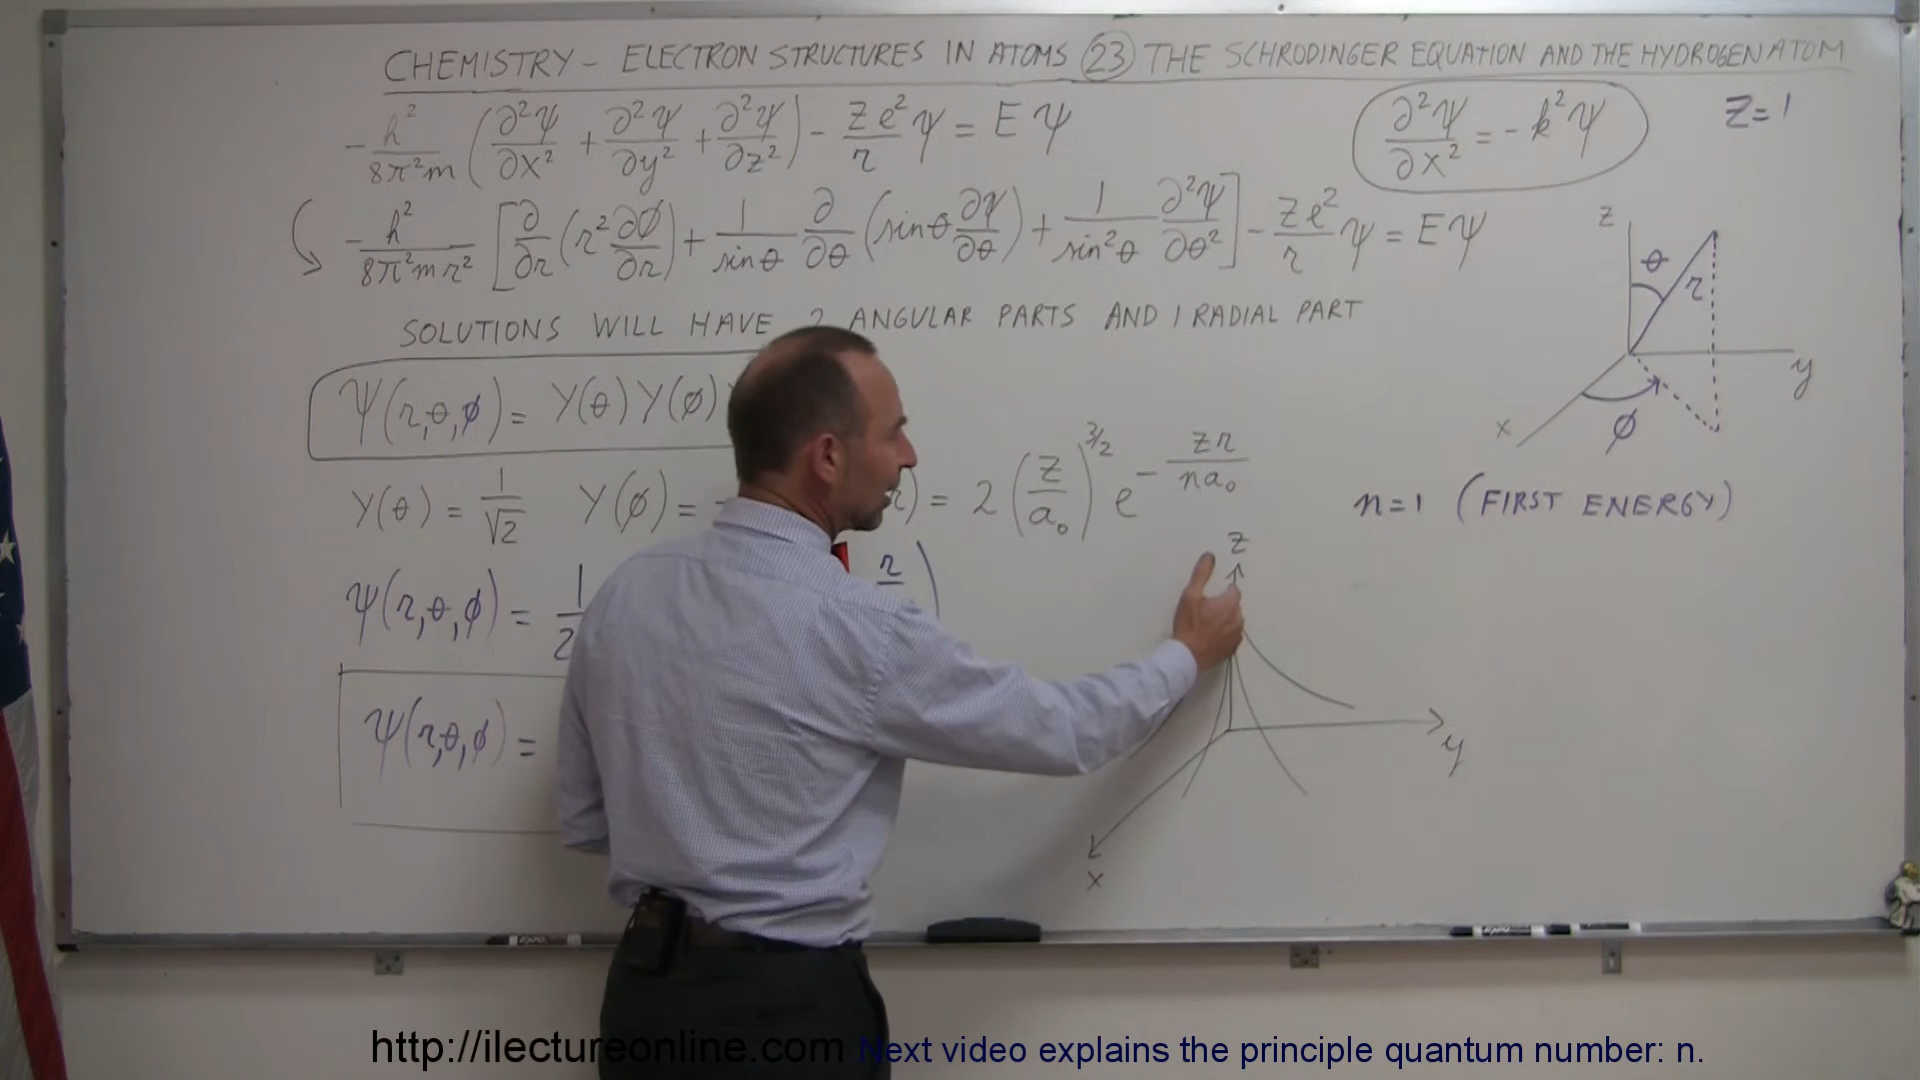 CHEMISTRY - ELECTRON STRUCTURES IN ATOMS (23) THE SCHRODINGER EQUATION AND THE HYDROGEN ATOM
-h²/8π²m (∂²ψ/∂x² + ∂²ψ/∂y² + ∂²ψ/∂z²) - Ze²/r ψ = Eψ
∂²ψ/∂x² = -k²ψ
Z=1
-h²/8π²mr² [∂/∂r (r² ∂Ø/∂r) + 1/sinθ ∂/∂θ (sinθ ∂ψ/∂θ) + 1/sin²θ ∂²ψ/∂θ²] - Ze²/r ψ = Eψ
z
θ
r
y
x
φ
SOLUTIONS WILL HAVE 2 ANGULAR PARTS AND 1 RADIAL PART
Ψ(r,θ,φ) = Y(θ)Y(φ)
Y(θ) = 1/√2 Y(φ) = r) = 2 (z/a₀)^3/2 e^-zr/na₀
n=1 (FIRST ENERGY)
ψ(r,θ,φ) = 1/2 r )
z
ψ(r,θ,φ) =
y
x
http://ilectureonline.com Next video explains the principle quantum number: n.